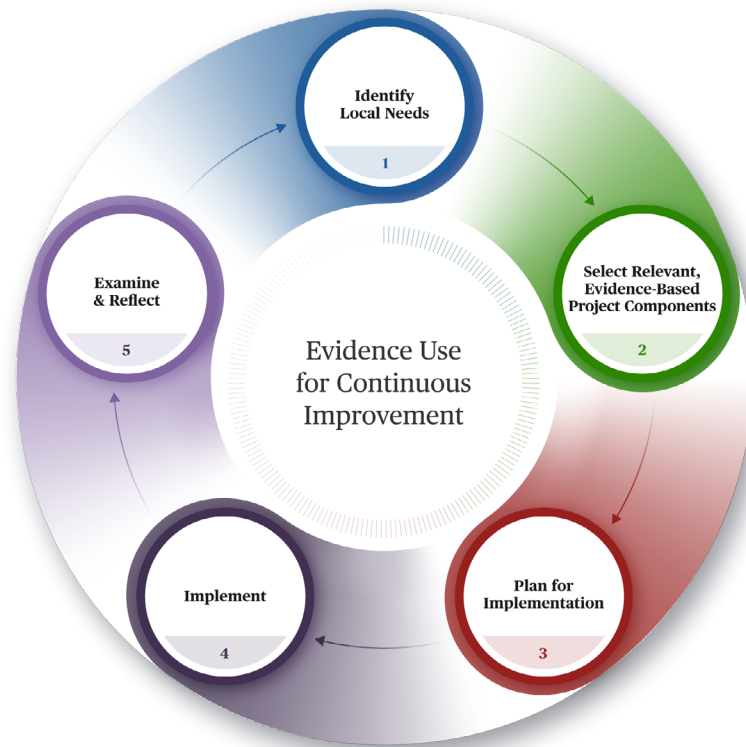 Identify
Local Needs
1
Select Relevant,
Evidence-Based
Project Components
2
Plan for
Implementation
3
Implement
4
Examine
& Reflect
5
Evidence Use
for Continuous
Improvement